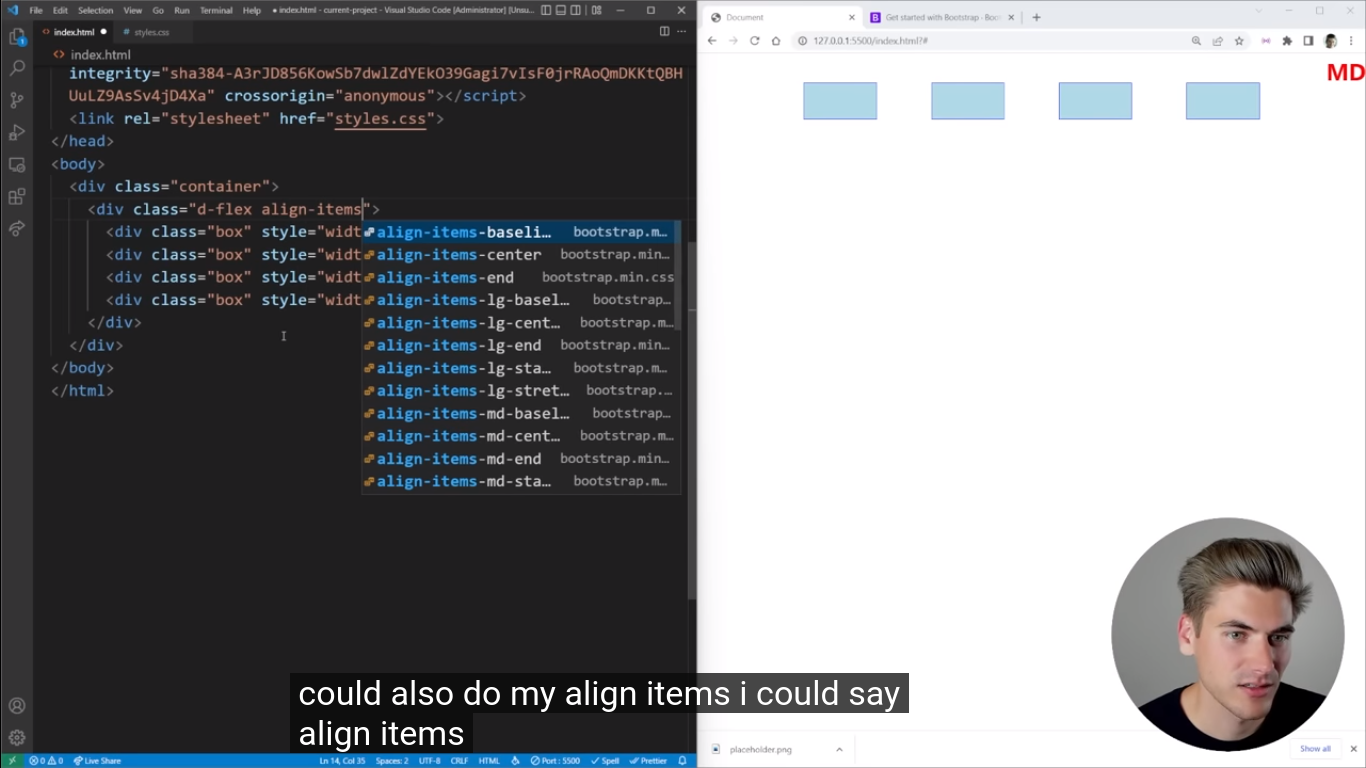 File Edit Selection View Go Run Terminal Help
● index.html - current-project - Visual Studio Code [Administrator] [Unsu...
index.html
styles.css
index.html
integrity="sha384-A3rJD856KowSb7dwlZdYEkO39Gagi7vIsF0jrRAoQmDKKtQBH
UuLZ9AsSv4jD4Xa" crossorigin="anonymous"></script>
<link rel="stylesheet" href="styles.css">
</head>
<body>
<div class="container">
<div class="d-flex align-items">
<div class="box" style="widt
<div class="box" style="widt
<div class="box" style="widt
<div class="box" style="widt
</div>
</div>
</body>
</html>
align-items-baseli... bootstrap.m...
align-items-center bootstrap.min...
align-items-end bootstrap.min.css
align-items-lg-basel... bootstrap...
align-items-lg-cent... bootstrap.m...
align-items-lg-end bootstrap.min...
align-items-lg-sta... bootstrap.m...
align-items-lg-stret... bootstrap....
align-items-md-basel... bootstrap...
align-items-md-cent... bootstrap.m...
align-items-md-end bootstrap.min...
align-items-md-sta... bootstrap.m...
1
0 0 Live Share Ln 14, Col 35 Spaces: 2 UTF-8 CRLF HTML Port : 5500 Spell Prettier
Document
Get started with Bootstrap · Boo
127.0.0.1:5500/index.html?#
MD
placeholder.png
Show all
could also do my align items i could say
align items